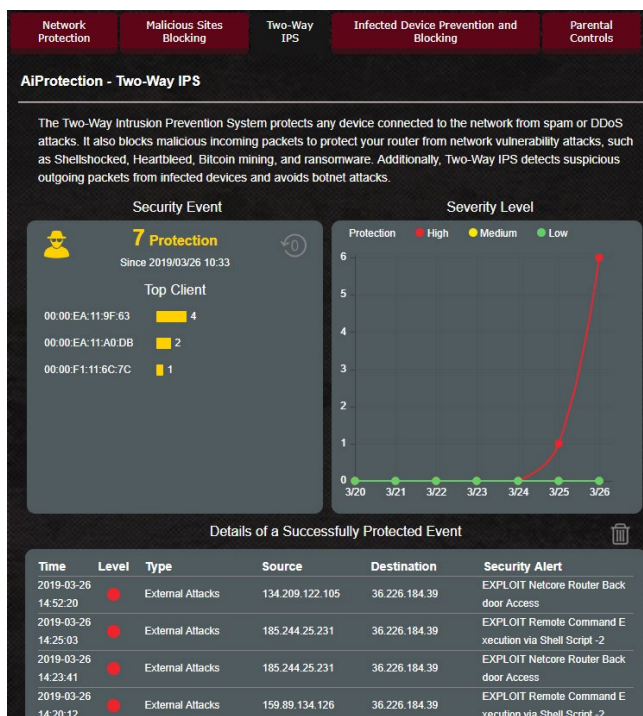 Network
Protection
Malicious Sites
Blocking
Two-Way
IPS
Infected Device Prevention and
Blocking
Parental
Controls
AiProtection - Two-Way IPS
The Two-Way Intrusion Prevention System protects any device connected to the network from spam or DDoS
attacks. It also blocks malicious incoming packets to protect your router from network vulnerability attacks, such
as Shellshocked, Heartbleed, Bitcoin mining, and ransomware. Additionally, Two-Way IPS detects suspicious
outgoing packets from infected devices and avoids botnet attacks.
Security Event
7 Protection
Since 2019/03/26 10:33
0
Top Client
00:00:EA:11:9F:63 4
00:00:EA:11:A0:DB 2
00:00:F1:11:6C:7C 1
Severity Level
Protection High Medium Low
6
5
4
3
2
1
0
3/20 3/21 3/22 3/23 3/24 3/25 3/26
Details of a Successfully Protected Event
Time Level Type Source Destination Security Alert
2019-03-26
14:52:20
External Attacks 134.209.122.105 36.226.184.39
EXPLOIT Netcore Router Back
door Access
2019-03-26
14:25:03
External Attacks 185.244.25.231 36.226.184.39
EXPLOIT Remote Command E
xecution via Shell Script -2
2019-03-26
14:23:41
External Attacks 185.244.25.231 36.226.184.39
EXPLOIT Netcore Router Back
door Access
2019-03-26
14:20:12
External Attacks 159.89.134.126 36.226.184.39
EXPLOIT Remote Command E
xecution via Shell Script -2